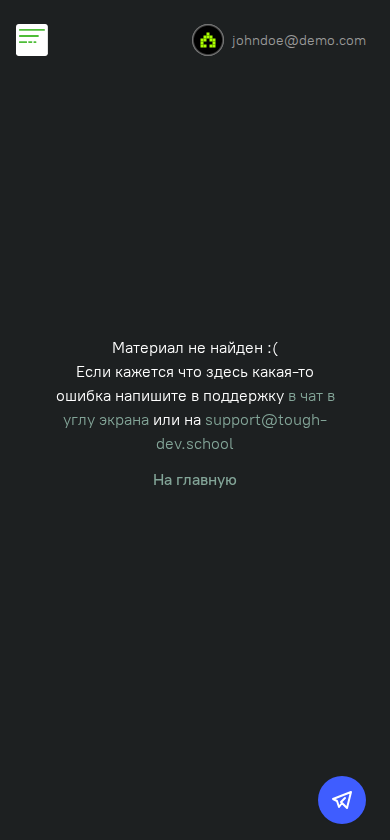 johndoe@demo.com
Материал не найден :(
Если кажется что здесь какая-то
ошибка напишите в поддержку в чат в
углу экрана или на support@tough-
dev.school
На главную